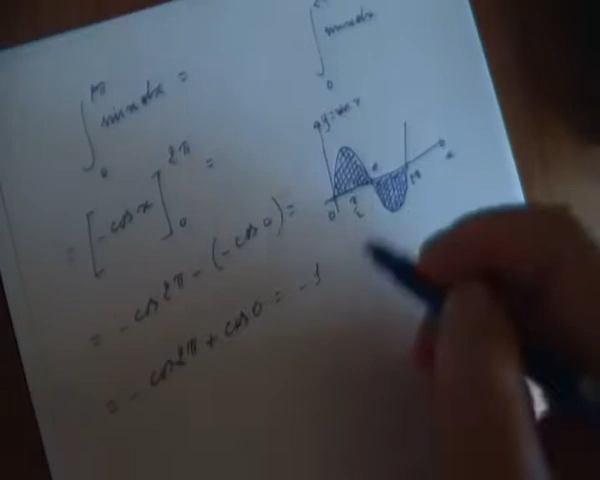 ∫₀^2π sin x dx =
= [-cos x]₀^2π =
= -cos 2π - (-cos 0) =
= -cos 2π + cos 0 = -1
∫₀ sin x dx
y = sin x
0 π/2 2π x